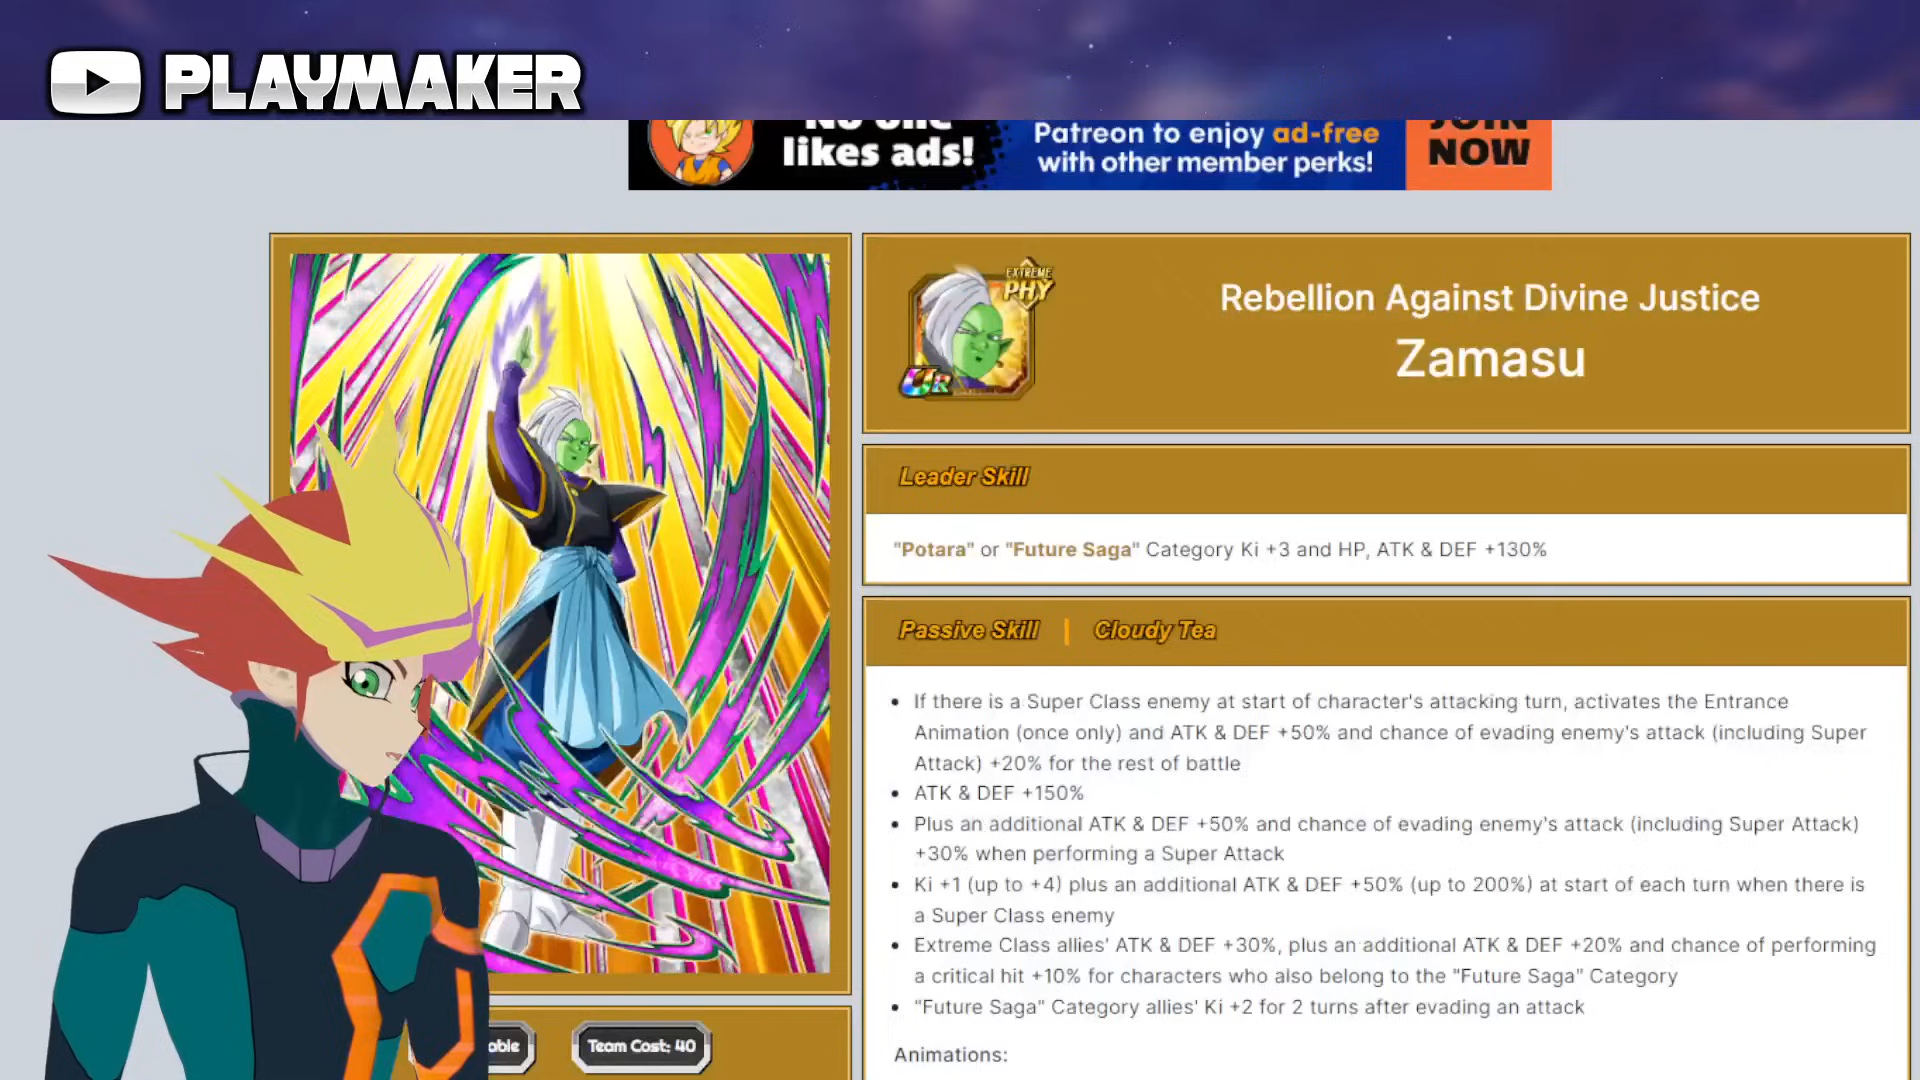 PLAYMAKER
No one
likes ads!
Patreon to enjoy ad-free
with other member perks!
JOIN
NOW
EXTREME
PHY
UR
Rebellion Against Divine Justice
Zamasu
Leader Skill
"Potara" or "Future Saga" Category Ki +3 and HP, ATK & DEF +130%
Passive Skill | Cloudy Tea
• If there is a Super Class enemy at start of character's attacking turn, activates the Entrance
Animation (once only) and ATK & DEF +50% and chance of evading enemy's attack (including Super
Attack) +20% for the rest of battle
• ATK & DEF +150%
• Plus an additional ATK & DEF +50% and chance of evading enemy's attack (including Super Attack)
+30% when performing a Super Attack
• Ki +1 (up to +4) plus an additional ATK & DEF +50% (up to 200%) at start of each turn when there is
a Super Class enemy
• Extreme Class allies' ATK & DEF +30%, plus an additional ATK & DEF +20% and chance of performing
a critical hit +10% for characters who also belong to the "Future Saga" Category
• "Future Saga" Category allies' Ki +2 for 2 turns after evading an attack
Animations:
Team Cost: 40